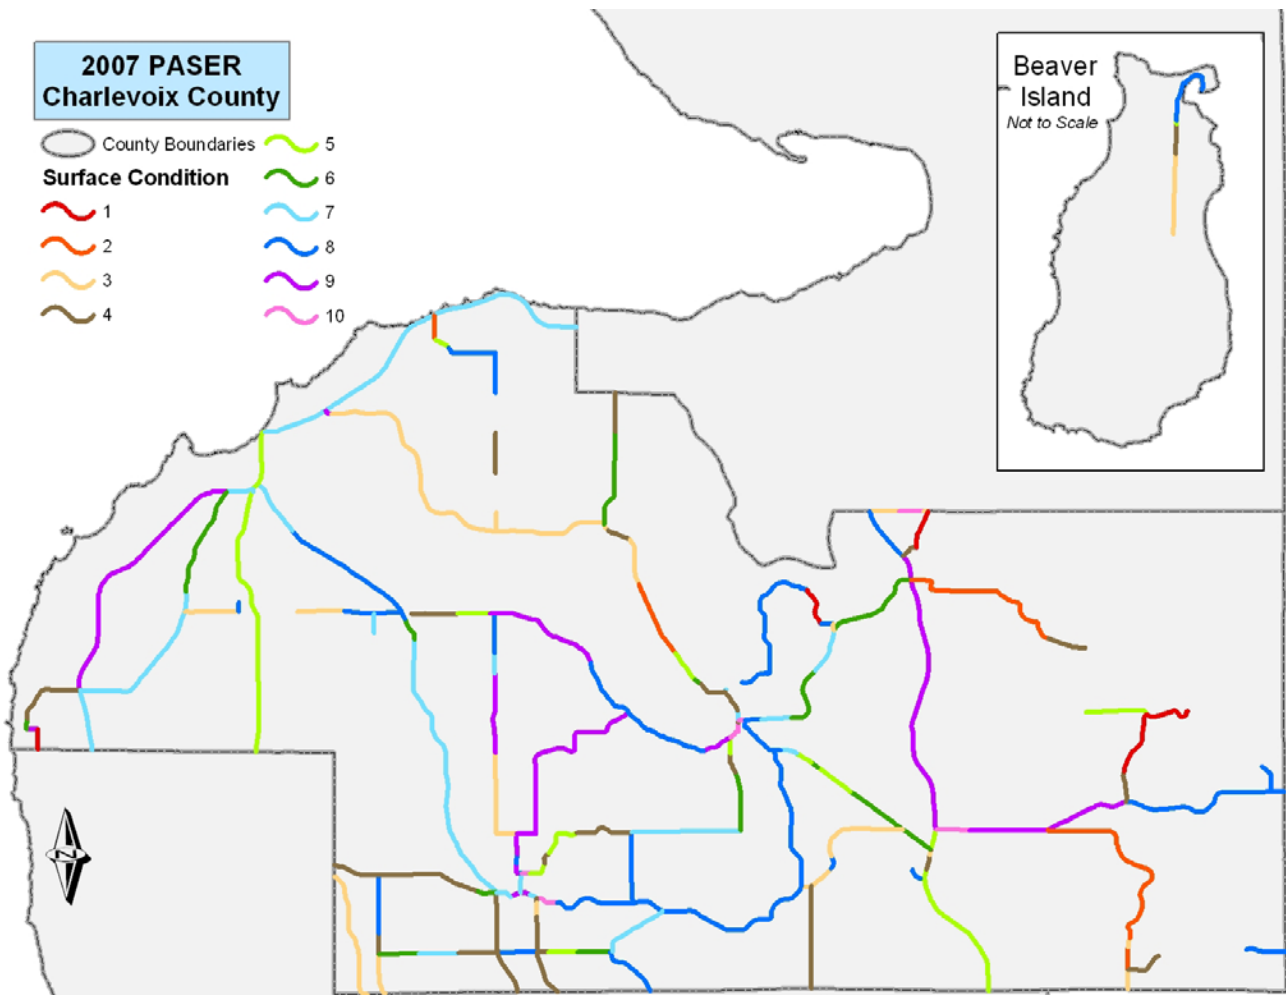 2007 PASER
Charlevoix County
County Boundaries
Surface Condition
1
2
3
4
5
6
7
8
9
10
Beaver
Island
Not to Scale
N